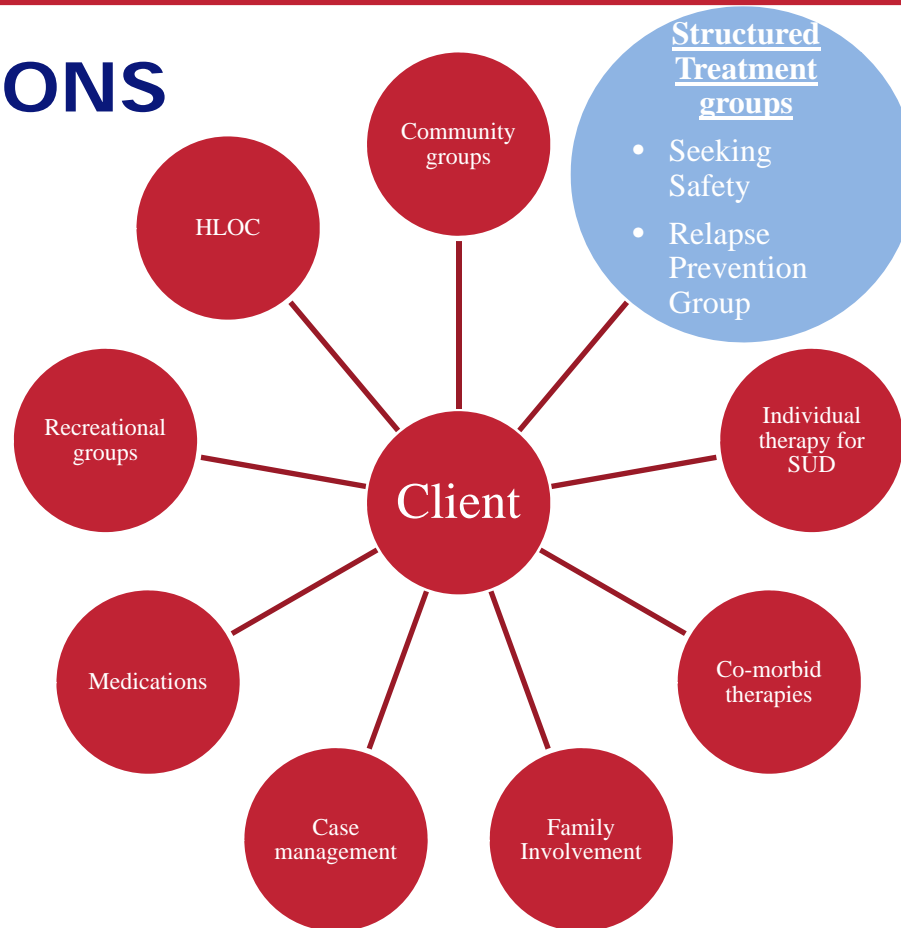 ONS
Structured
Treatment
groups
• Seeking
Safety
• Relapse
Prevention
Group
Community
groups
HLOC
Recreational
groups
Individual
therapy for
SUD
Client
Medications
Co-morbid
therapies
Case
management
Family
Involvement